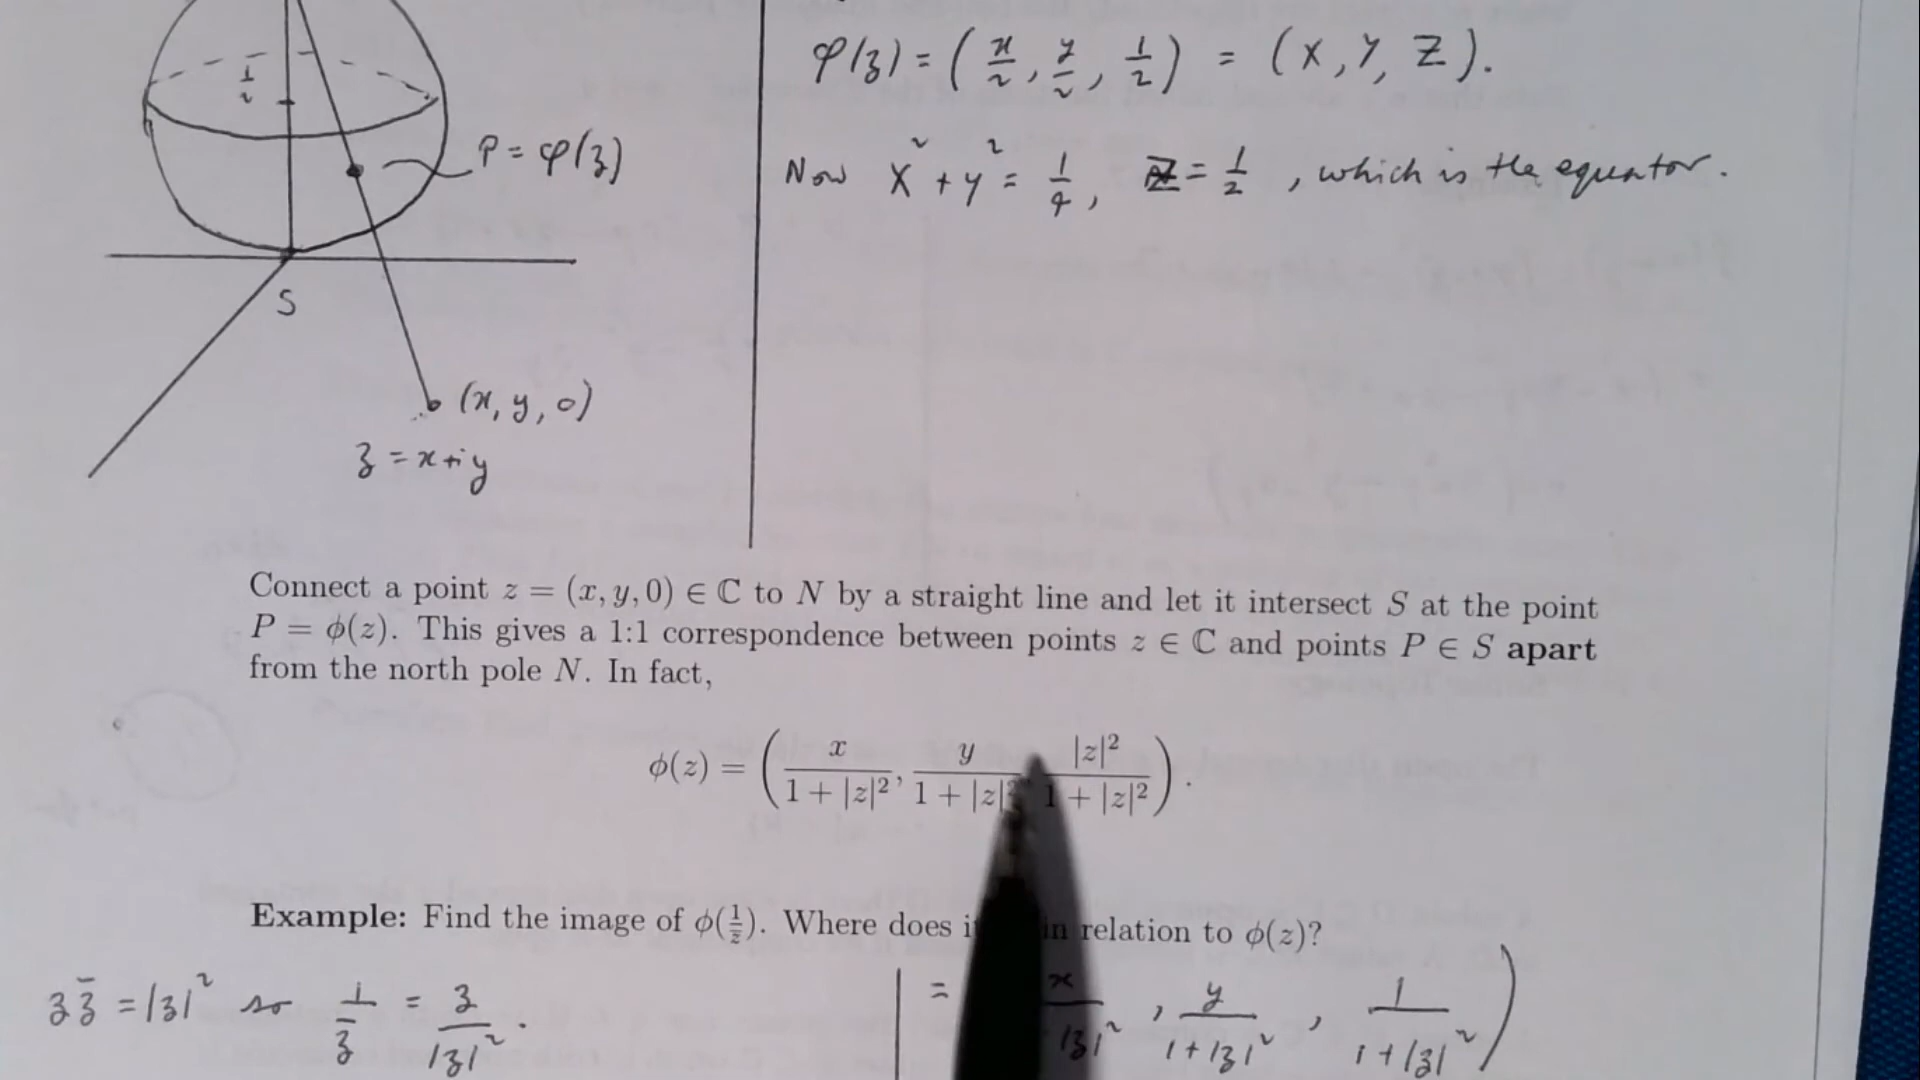 φ(z) = (x/2, y/2, 1/2) = (X, Y, Z).
1/2
P = φ(z)
Now X² + Y² = 1/4, Z = 1/2, which is the equator.
S
(x, y, 0)
z = x + iy
Connect a point z = (x, y, 0) ∈ ℂ to N by a straight line and let it intersect S at the point
P = ϕ(z). This gives a 1:1 correspondence between points z ∈ ℂ and points P ∈ S apart
from the north pole N. In fact,
ϕ(z) = (x/(1 + |z|²), y/(1 + |z|²), |z|²/(1 + |z|²)).
Example: Find the image of ϕ(1/z̄). Where does in relation to ϕ(z)?
z z̄ = |z|² so 1/z̄ = z/|z|².
= x/|z|², y/(1+|z|²), 1/(1+|z|²))